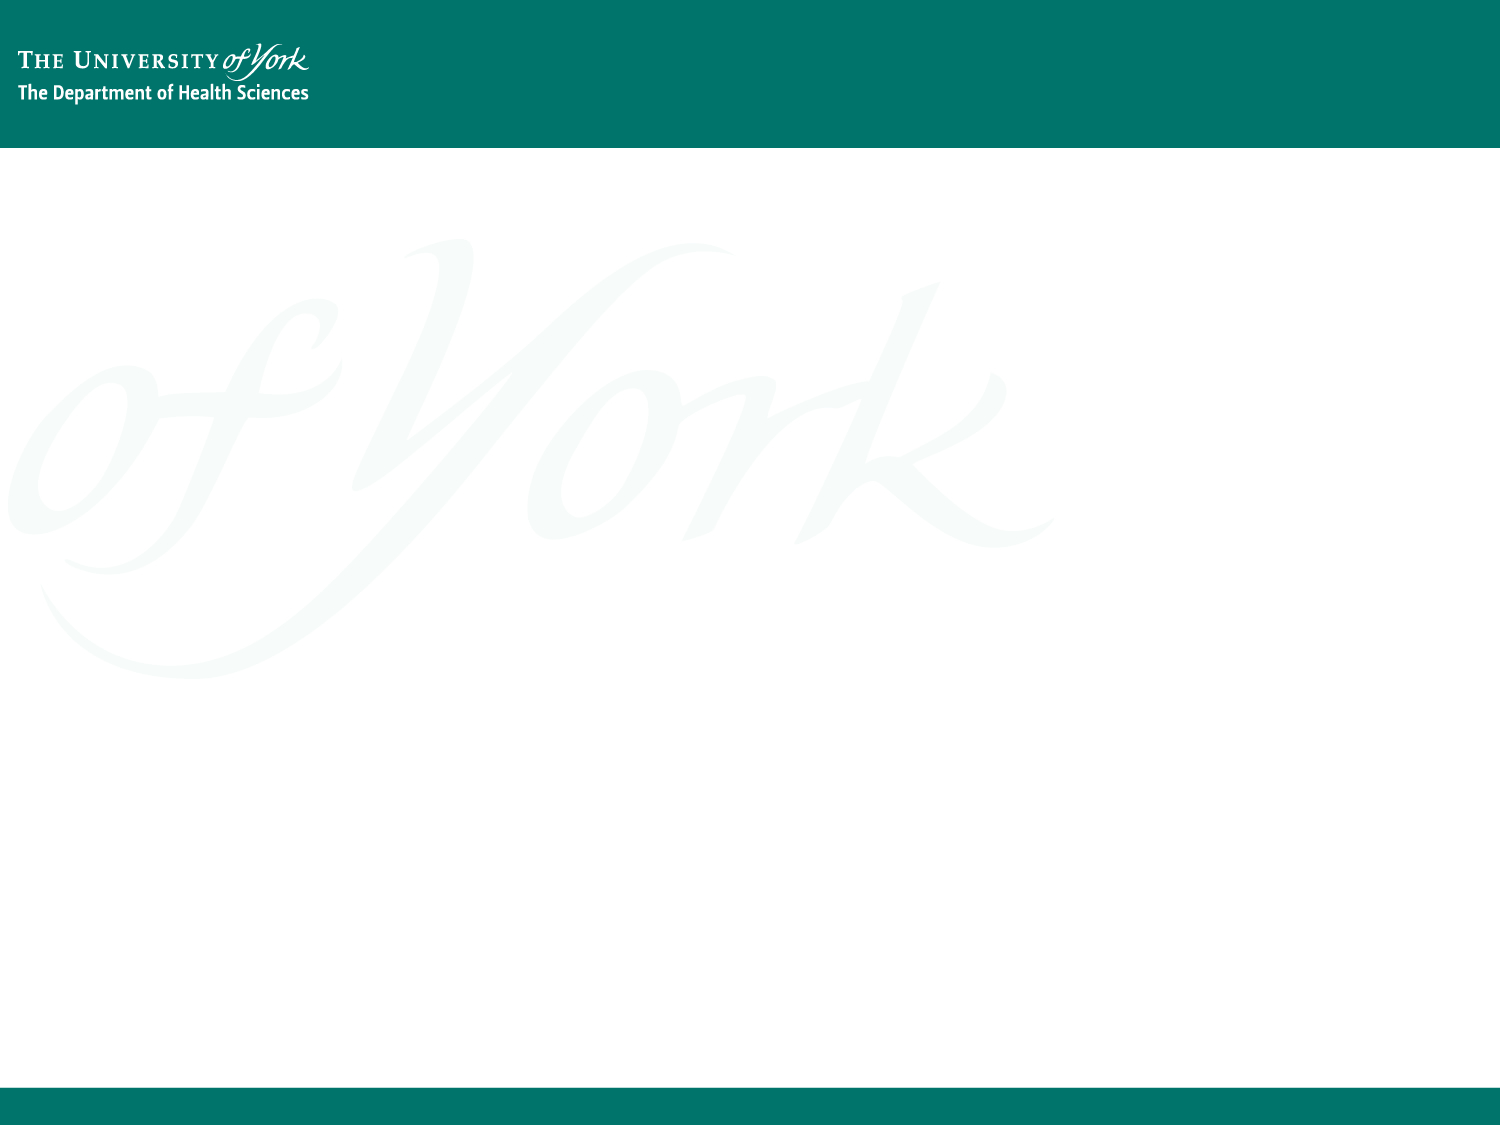 THE UNIVERSITY of York
The Department of Health Sciences
of York